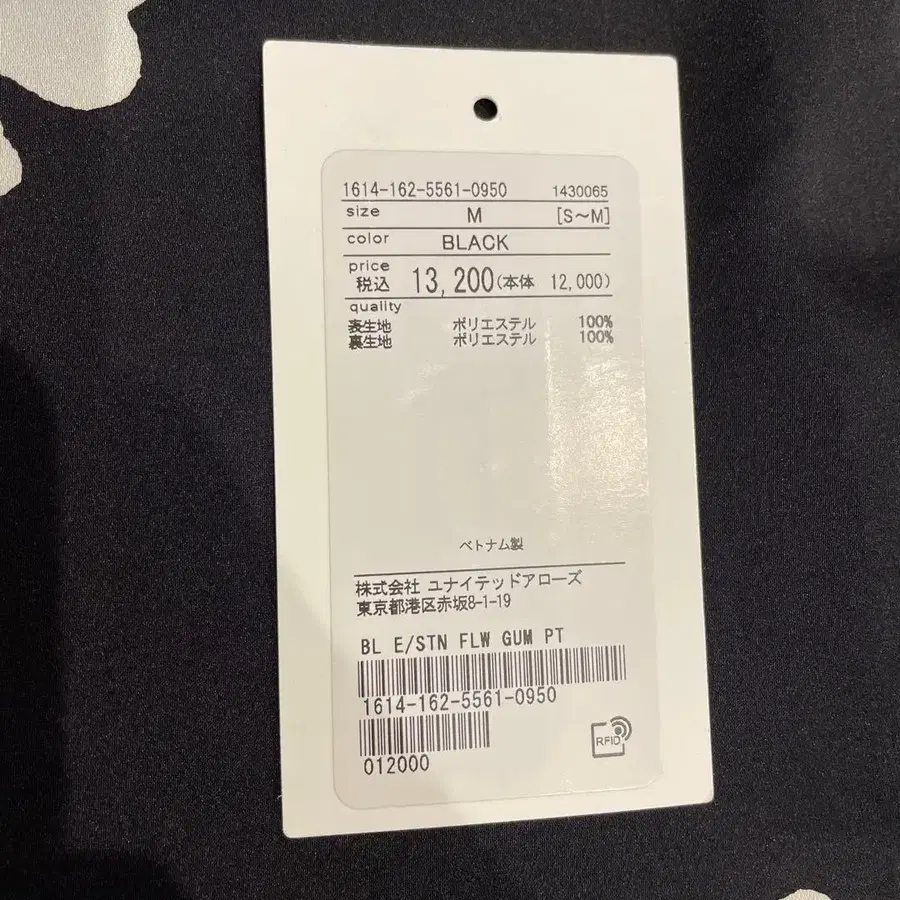 1614-162-5561-0950 1430065
size M [S~M]
color BLACK
price
税込 13,200(本体 12,000)
quality
表生地 ポリエステル 100%
裏生地 ポリエステル 100%
ベトナム製
株式会社 ユナイテッドアローズ
東京都港区赤坂8-1-19
BL E/STN FLW GUM PT
1614-162-5561-0950
012000
RFID